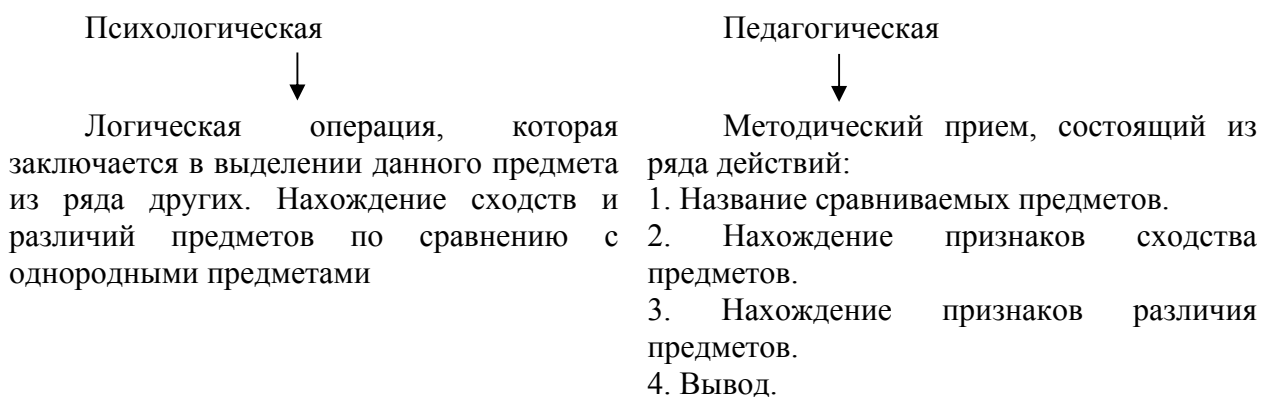 Психологическая
Логическая операция, которая
заключается в выделении данного предмета
из ряда других. Нахождение сходств и
различий предметов по сравнению с
однородными предметами
Педагогическая
Методический прием, состоящий из
ряда действий:
1. Название сравниваемых предметов.
2. Нахождение признаков сходства
предметов.
3. Нахождение признаков различия
предметов.
4. Вывод.